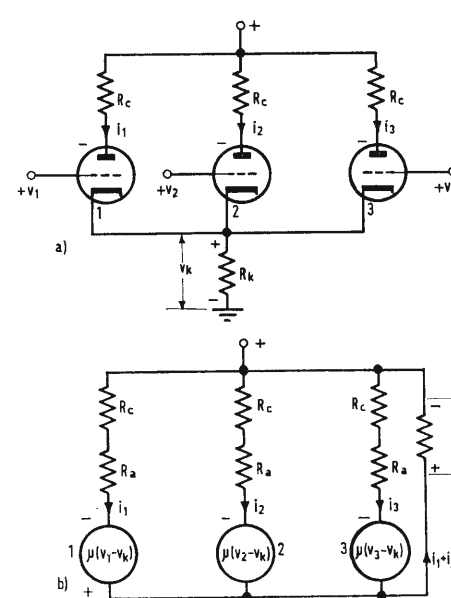 +
Rc Rc Rc
i1 i2 i3
- - -
+v1 +v2 +v
1 2 3
a) vk + Rk
-
+
Rc Rc Rc -
Ra Ra Ra +
i1 i2 i3
- - -
1 μ(v1-vk) μ(v2-vk) 2 3 μ(v3-vk) i1+i
b) +